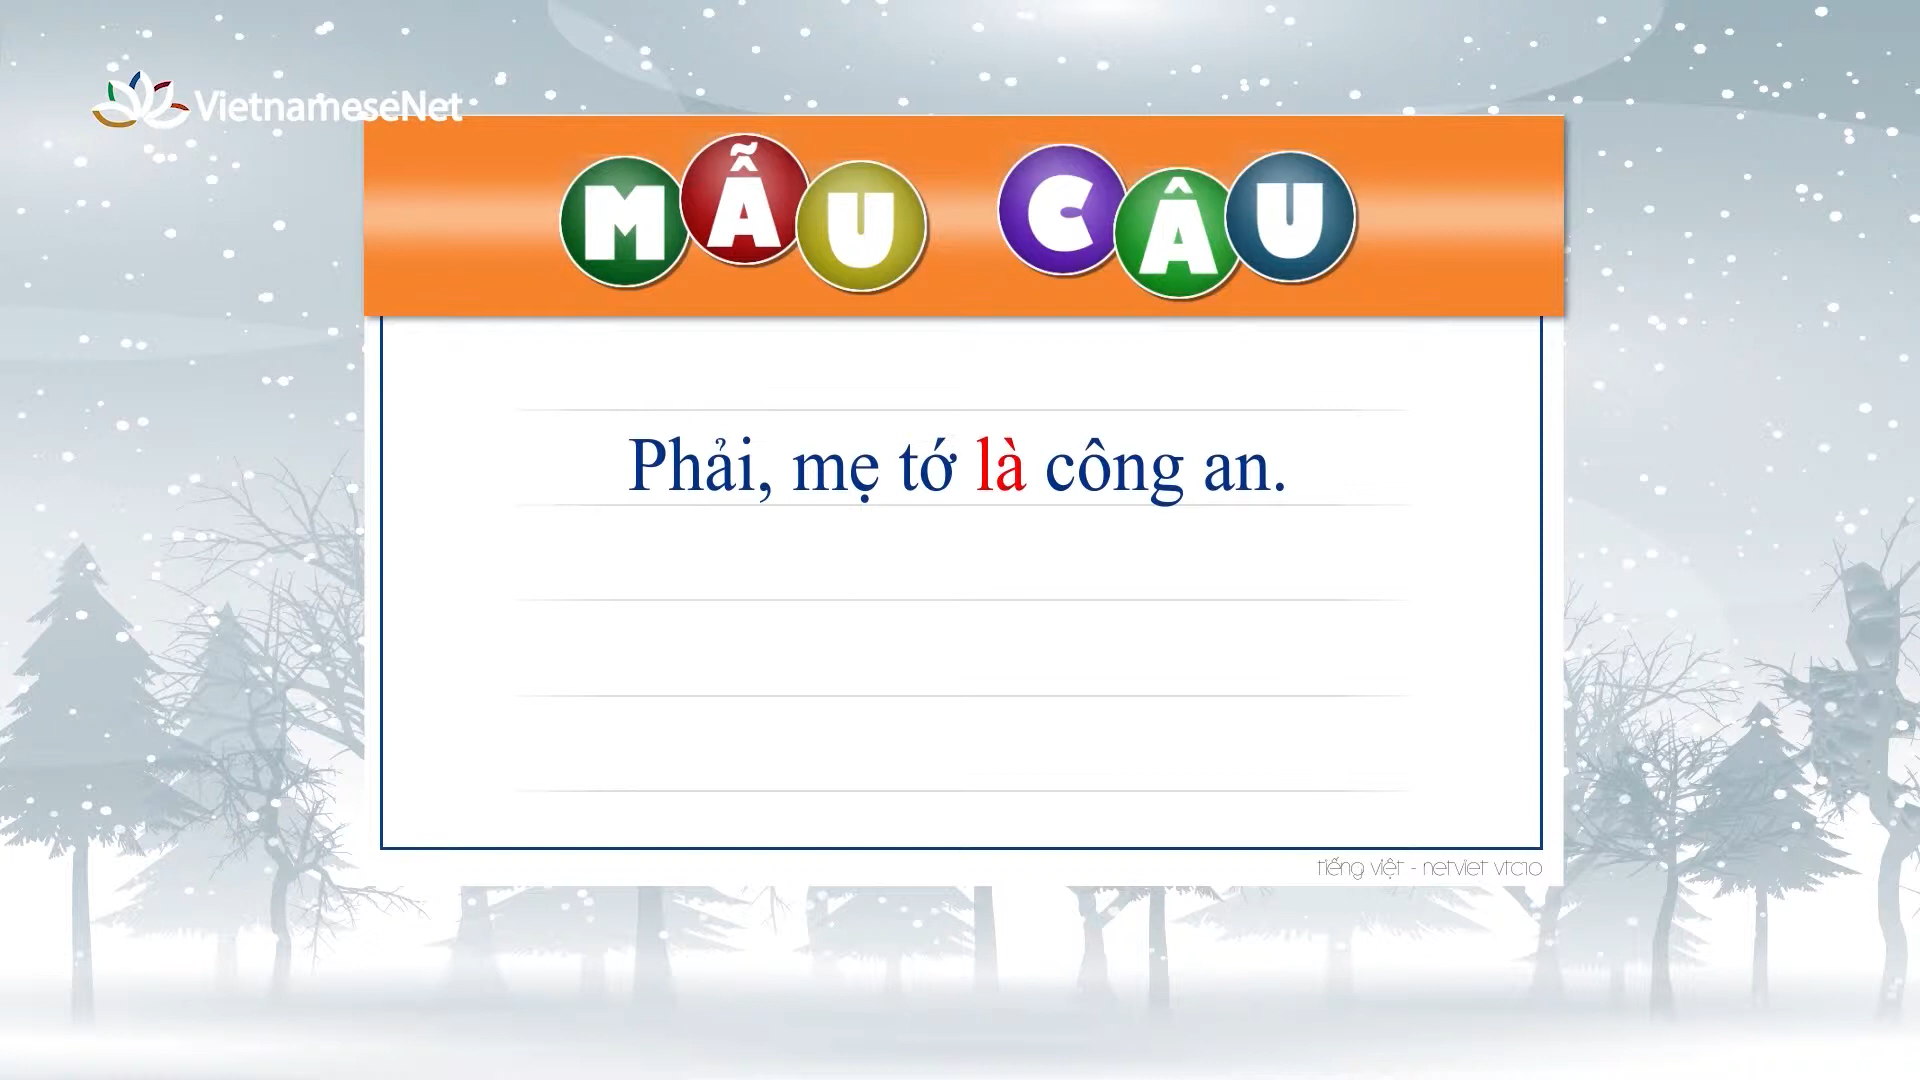 VietnameseNet
MẪU CÂU
Phải, mẹ tớ là công an.
tiếng việt - netviet vtc10